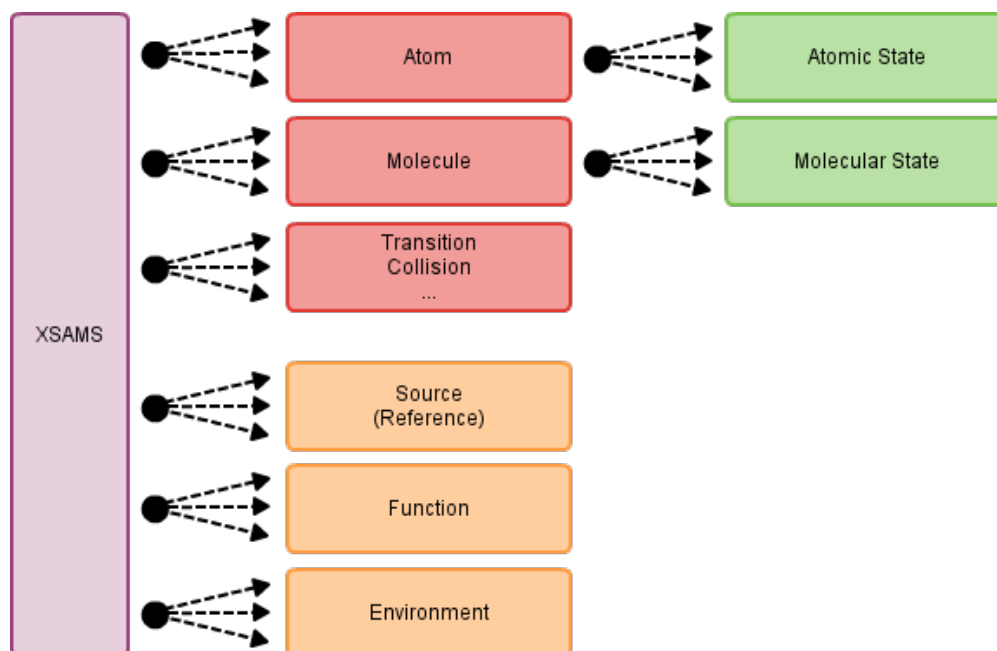 XSAMS
Atom
Atomic State
Molecule
Molecular State
Transition
Collision
...
Source
(Reference)
Function
Environment